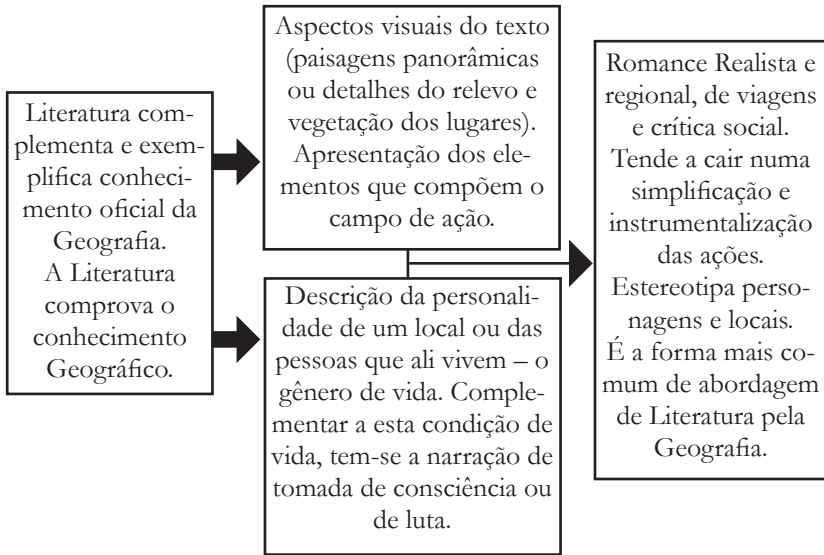 Literatura com-
plementa e exem-
plifica conheci-
mento oficial da
Geografia.
A Literatura
comprova o
conhecimento
Geográfico.
Aspectos visuais do texto
(paisagens panorâmicas
ou detalhes do relevo e
vegetação dos lugares).
Apresentação dos ele-
mentos que compõem o
campo de ação.
Descrição da personali-
dade de um local ou das
pessoas que ali vivem – o
gênero de vida. Comple-
mentar a esta condição de
vida, tem-se a narração de
tomada de consciência ou
de luta.
Romance Realista e
regional, de viagens
e crítica social.
Tende a cair numa
simplificação e
instrumentalização
das ações.
Estereotipa perso-
nagens e locais.
É a forma mais co-
mum de abordagem
de Literatura pela
Geografia.